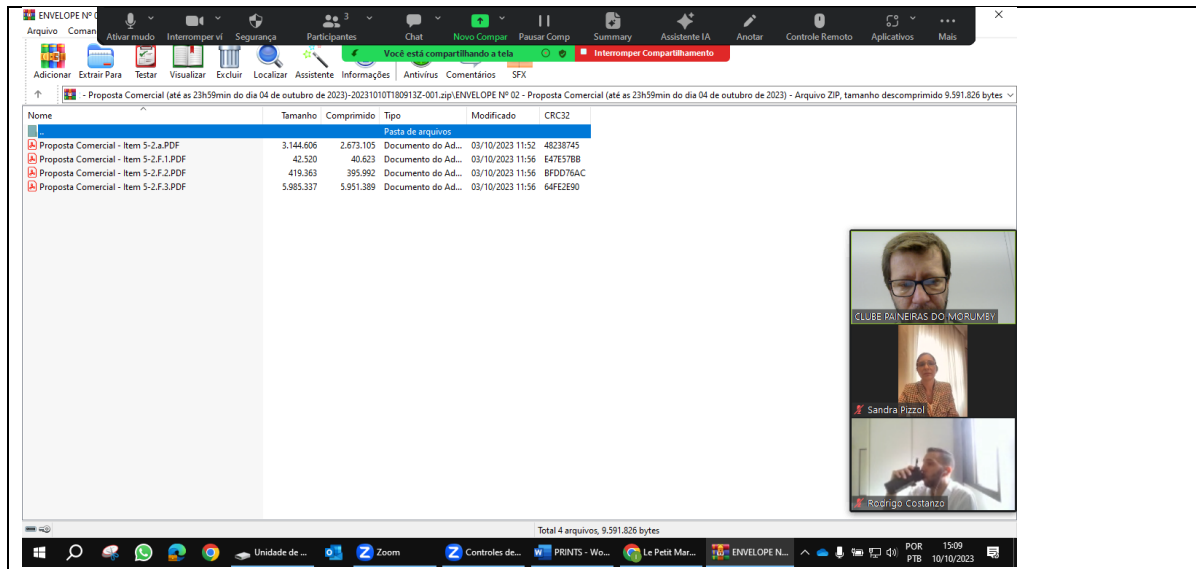 ENVELOPE Nº
Arquivo Coman
Ativar mudo Interromper ví Segurança Participantes 3 Chat Novo Compar Pausar Comp Summary Assistente IA Anotar Controle Remoto Aplicativos Mais
Você está compartilhando a tela Interromper Compartilhamento
Adicionar Extrair Para Testar Visualizar Excluir Localizar Assistente Informações Antivírus Comentários SFX
- Proposta Comercial (até as 23h59min do dia 04 de outubro de 2023)-20231010T180913Z-001.zip\ENVELOPE Nº 02 - Proposta Comercial (até as 23h59min do dia 04 de outubro de 2023) - Arquivo ZIP, tamanho descomprimido 9.591.826 bytes
Nome Tamanho Comprimido Tipo Modificado CRC32
.. Pasta de arquivos
Proposta Comercial - Item 5-2.a.PDF 3.144.606 2.673.105 Documento do Ad... 03/10/2023 11:52 48238745
Proposta Comercial - Item 5-2.F.1.PDF 42.520 40.623 Documento do Ad... 03/10/2023 11:56 E47E57BB
Proposta Comercial - Item 5-2.F.2.PDF 419.363 395.992 Documento do Ad... 03/10/2023 11:56 BFDD76AC
Proposta Comercial - Item 5-2.F.3.PDF 5.985.337 5.951.389 Documento do Ad... 03/10/2023 11:56 64FE2E90
CLUBE PAINEIRAS DO MORUMBY
Sandra Pizzol
Rodrigo Costanzo
Total 4 arquivos, 9.591.826 bytes
Unidade de ... Zoom Controles de... PRINTS - Wo... Le Petit Mar... ENVELOPE N... POR 15:09
PTB 10/10/2023